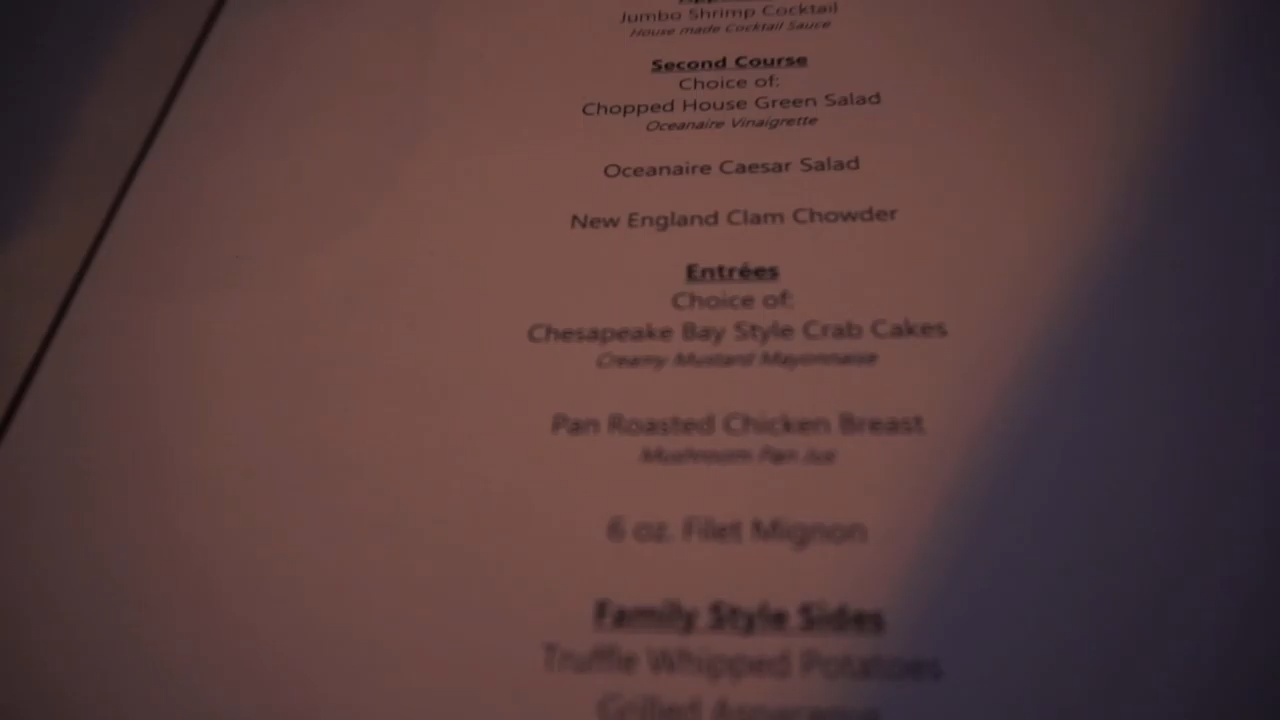 Jumbo Shrimp Cocktail
House made Cocktail Sauce
Second Course
Choice of:
Chopped House Green Salad
Oceanaire Vinaigrette
Oceanaire Caesar Salad
New England Clam Chowder
Entrées
Choice of:
Chesapeake Bay Style Crab Cakes
Creamy Mustard Mayonnaise
Pan Roasted Chicken Breast
Mushroom Pan Jus
6 oz. Filet Mignon
Family Style Sides
Truffle Whipped Potatoes
Grilled Asparagus